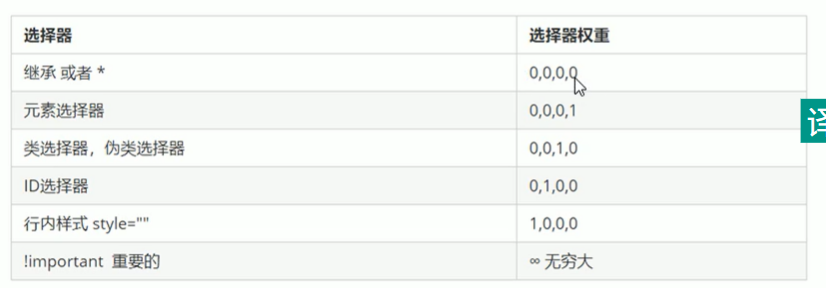 选择器 选择器权重
继承 或者 * 0,0,0,0
元素选择器 0,0,0,1
类选择器，伪类选择器 0,0,1,0
ID选择器 0,1,0,0
行内样式 style="" 1,0,0,0
!important 重要的 ∞ 无穷大
译